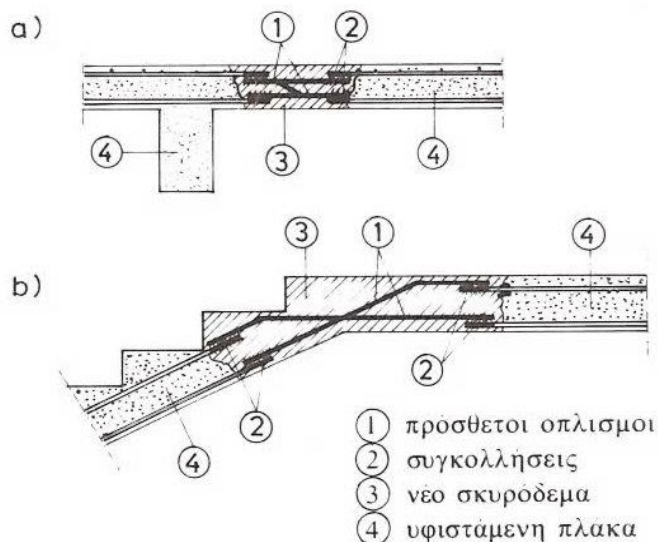 a)
1 2
4 3 4
3 1 4
b)
2
4 2
1 πρόσθετοι οπλισμοι
2 συγκολλήσεις
3 νέο σκυρόδεμα
4 υφιστάμενη πλάκα